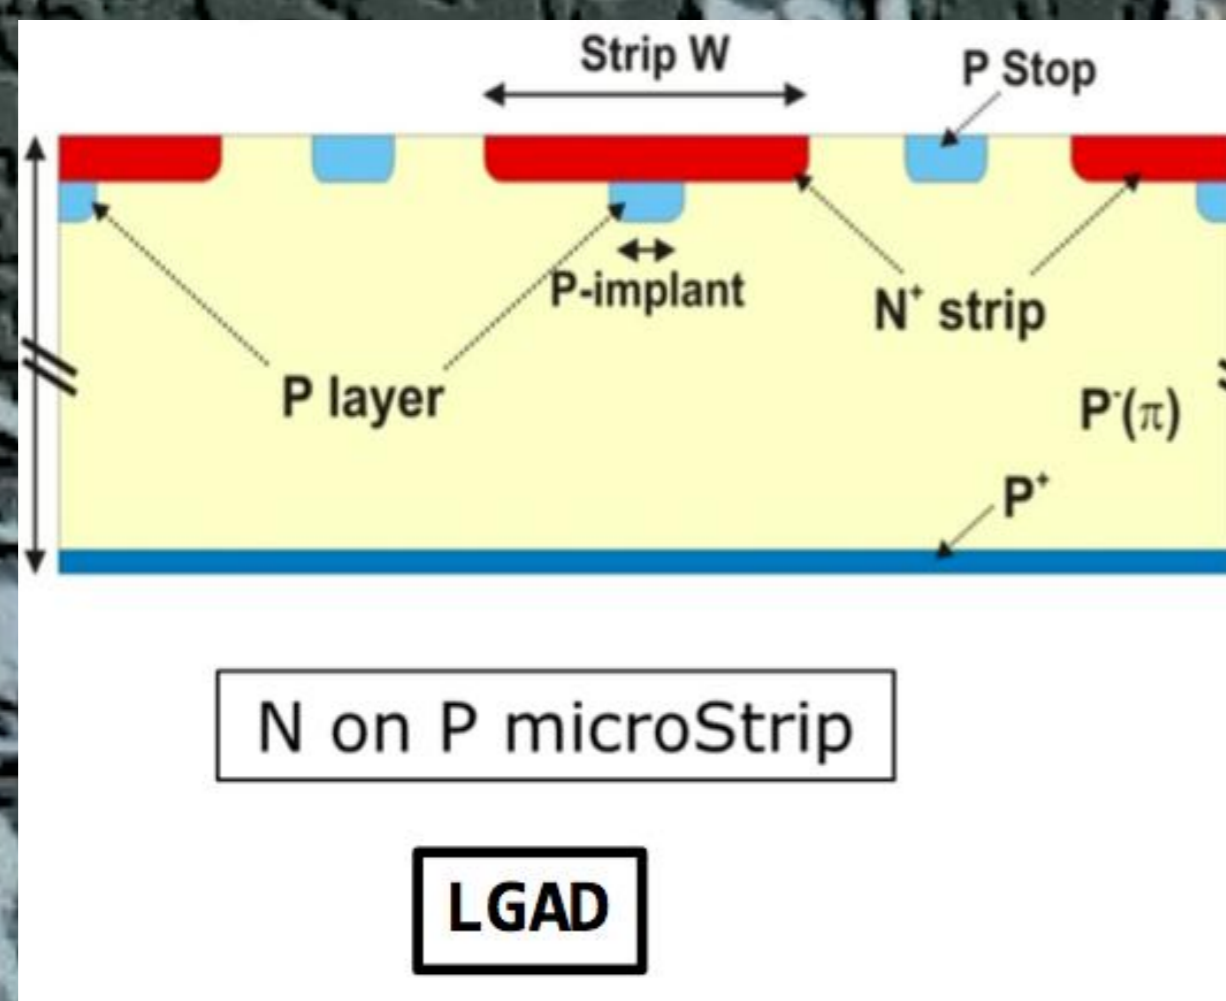 Strip W
P Stop
P-implant
N⁺ strip
P layer
P⁻(π)
P⁺
N on P microStrip
LGAD